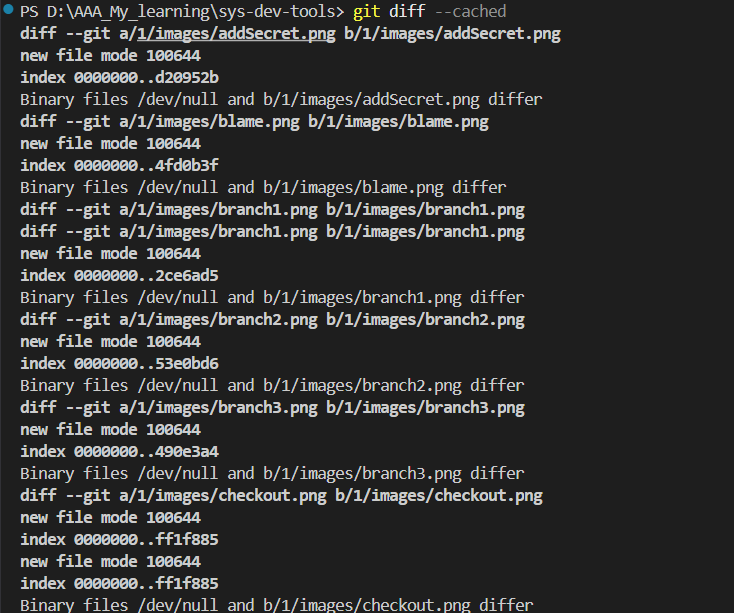 PS D:\AAA_My_learning\sys-dev-tools> git diff --cached
diff --git a/1/images/addSecret.png b/1/images/addSecret.png
new file mode 100644
index 0000000..d20952b
Binary files /dev/null and b/1/images/addSecret.png differ
diff --git a/1/images/blame.png b/1/images/blame.png
new file mode 100644
index 0000000..4fd0b3f
Binary files /dev/null and b/1/images/blame.png differ
diff --git a/1/images/branch1.png b/1/images/branch1.png
diff --git a/1/images/branch1.png b/1/images/branch1.png
new file mode 100644
index 0000000..2ce6ad5
Binary files /dev/null and b/1/images/branch1.png differ
diff --git a/1/images/branch2.png b/1/images/branch2.png
new file mode 100644
index 0000000..53e0bd6
Binary files /dev/null and b/1/images/branch2.png differ
diff --git a/1/images/branch3.png b/1/images/branch3.png
new file mode 100644
index 0000000..490e3a4
Binary files /dev/null and b/1/images/branch3.png differ
diff --git a/1/images/checkout.png b/1/images/checkout.png
new file mode 100644
index 0000000..ff1f885
new file mode 100644
index 0000000..ff1f885
Binary files /dev/null and b/1/images/checkout.png differ